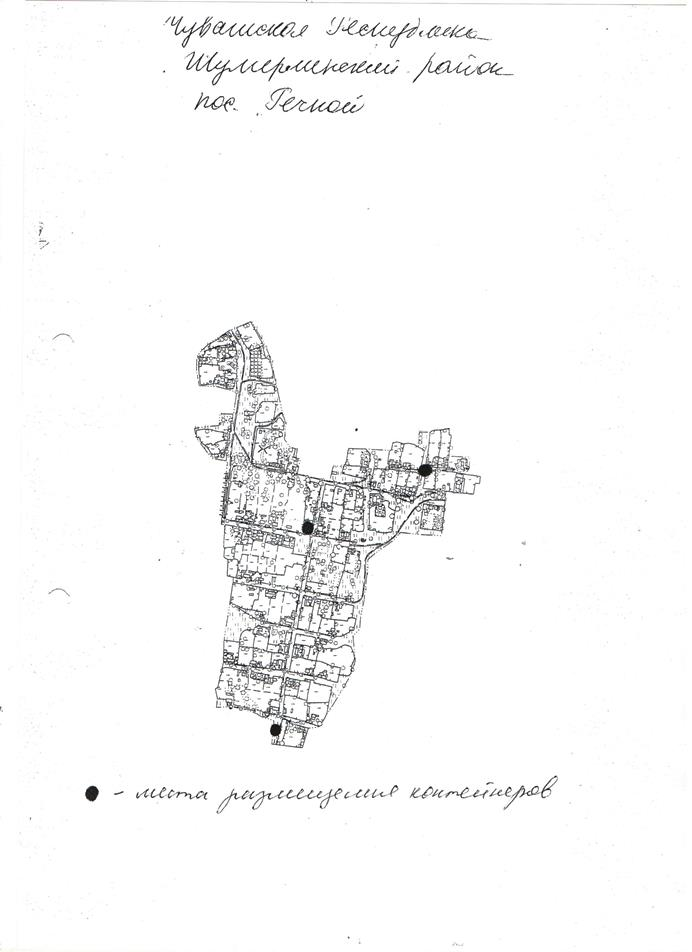 Чувашская Республика
Шумерлинский район
пос. Речной
- места размещения контейнеров